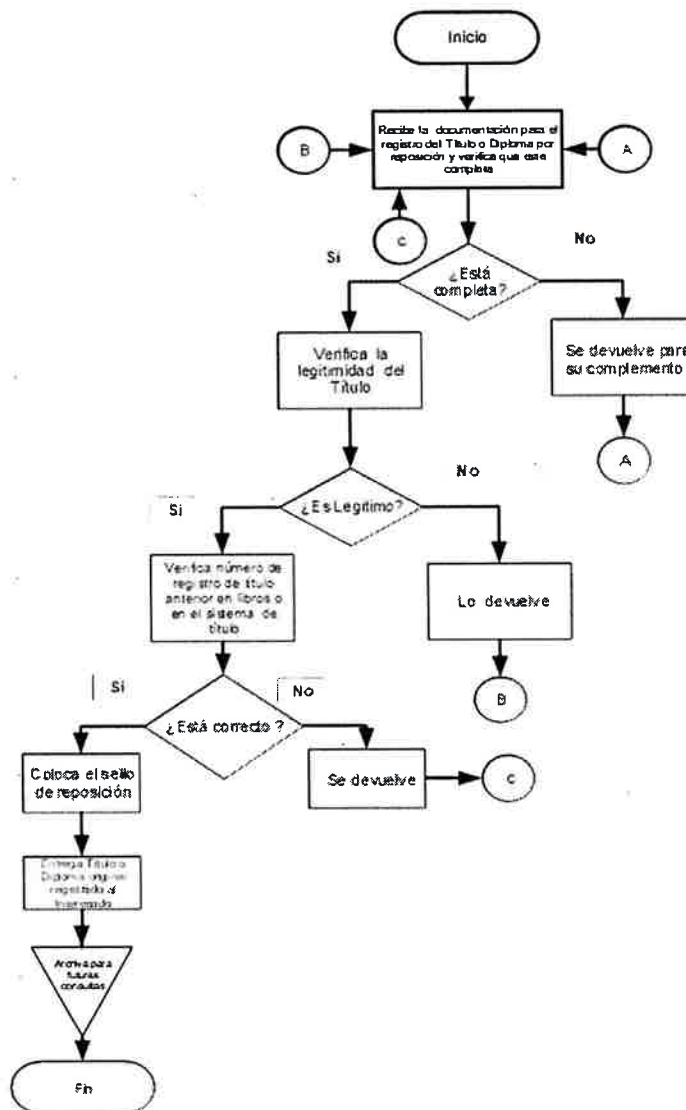 Inicio
Recibe la documentación para el
registro del Título o Diploma por
reposición y verifica que este
completa
B
A
C
Si
No
¿Está
completa?
Verifica la
legitimidad del
Título
Se devuelve para
su complemento
A
Si
No
¿Es Legitimo?
Verifica número de
registro de título
anterior en libros o
en el sistema de
título
Lo devuelve
B
Si
No
¿Está correcto ?
Coloca el sello
de reposición
Se devuelve
C
Entrega Título o
Diploma original
registrado al
Interesado
Archiva para
futuras
consultas
Fin